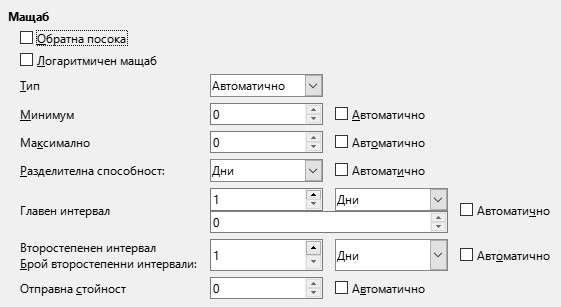 Мащаб
Обратна посока
Логаритмичен мащаб
Тип Автоматично
Минимум 0 Автоматично
Максимално 0 Автоматично
Разделителна способност: Дни Автоматично
1 Дни
Главен интервал Автоматично
0
Второстепенен интервал
1 Дни Автоматично
Брой второстепенни интервали:
Отправна стойност 0 Автоматично